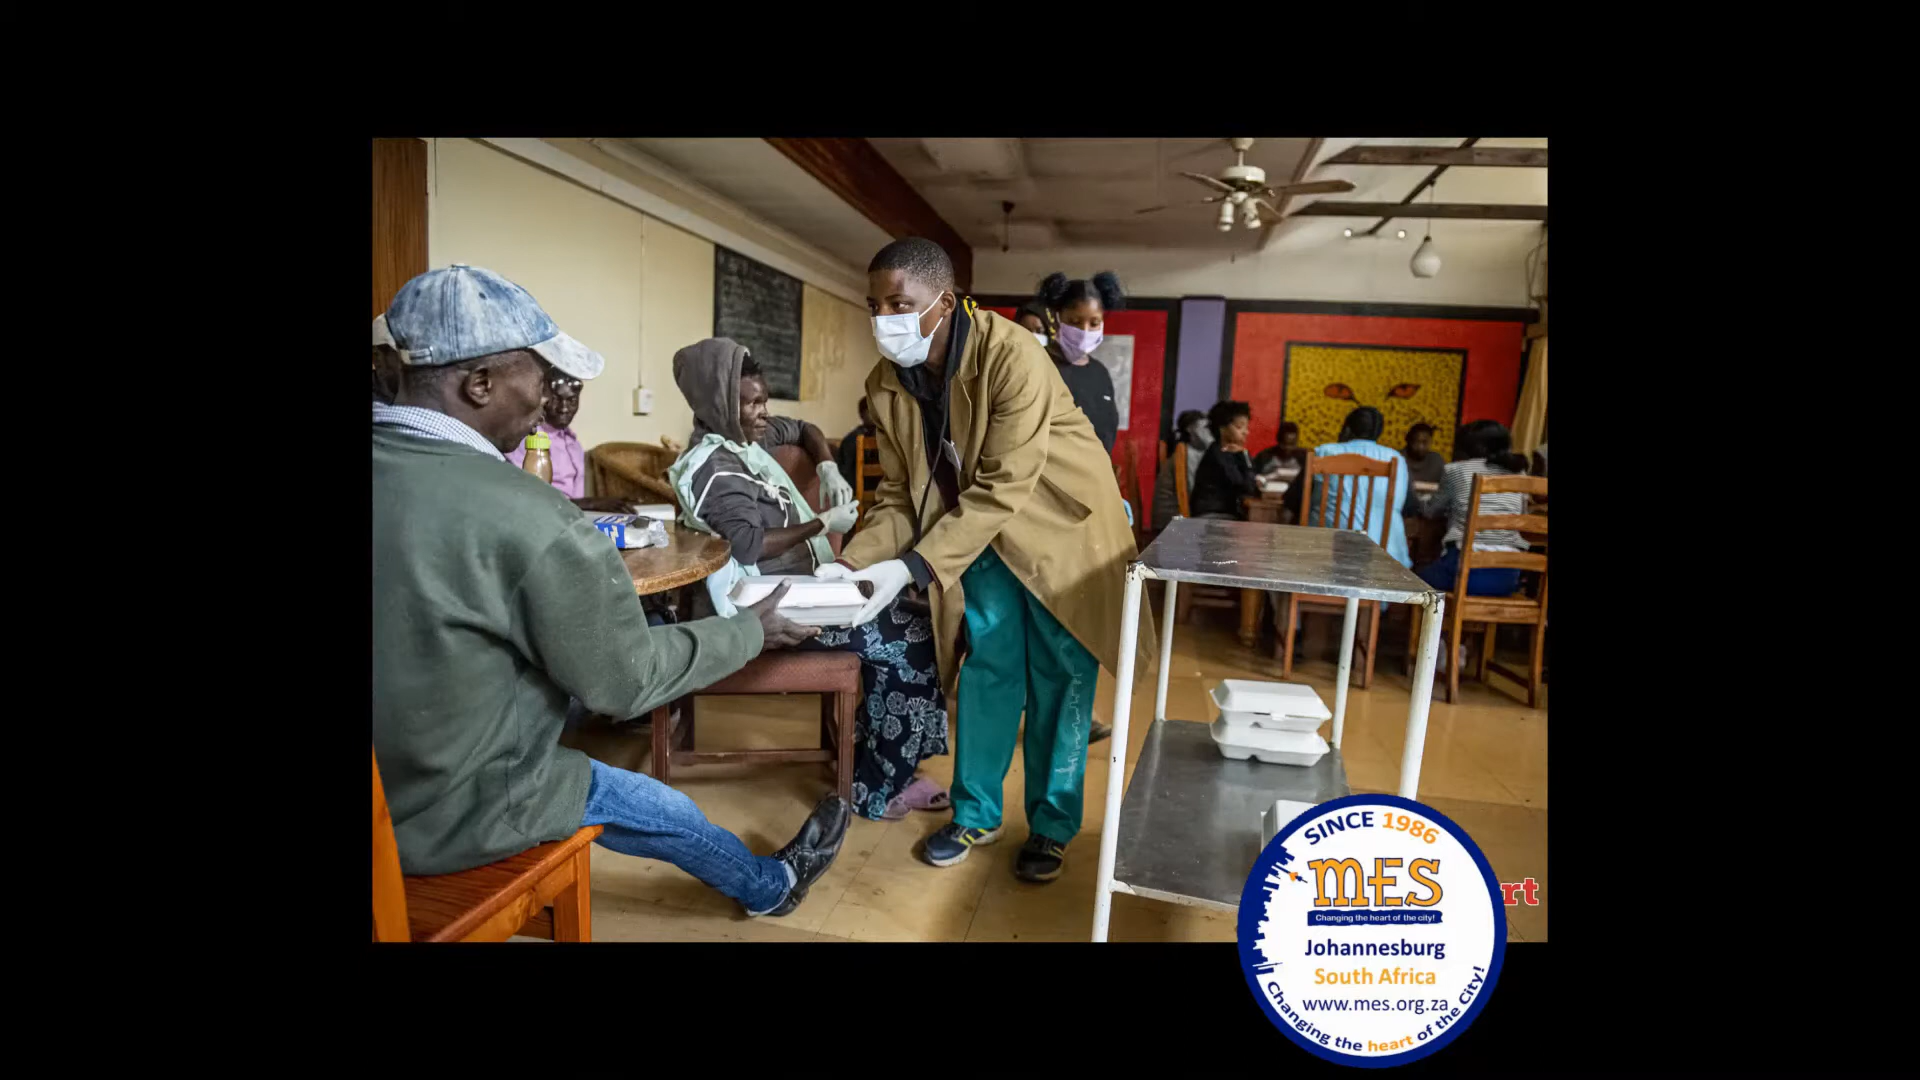 SINCE 1986
MES
Changing the heart of the city!
Johannesburg
South Africa
www.mes.org.za
Changing the heart of the City!
rt